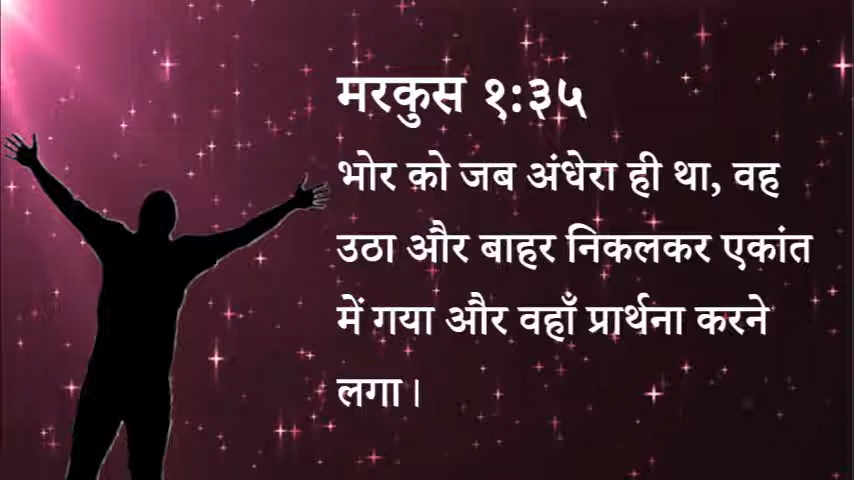 मरकुस १:३५
भोर को जब अंधेरा ही था, वह
उठा और बाहर निकलकर एकांत
में गया और वहाँ प्रार्थना करने
लगा।